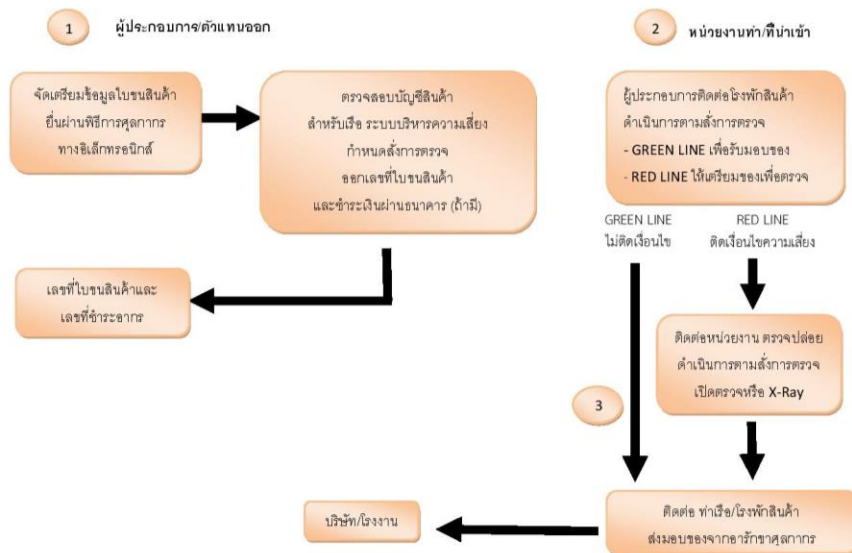 1
ผู้ประกอบการ/ตัวแทนออก
จัดเตรียมข้อมูลใบขนสินค้า
ยื่นผ่านพิธีการศุลกากร
ทางอิเล็กทรอนิกส์
ตรวจสอบบัญชีสินค้า
สำหรับเรือ ระบบบริหารความเสี่ยง
กำหนดสั่งการตรวจ
ออกเลขที่ใบขนสินค้า
และชำระเงินผ่านธนาคาร (ถ้ามี)
เลขที่ใบขนสินค้าและ
เลขที่ชำระอากร
2
หน่วยงานท่า/ที่นำเข้า
ผู้ประกอบการติดต่อโรงพักสินค้า
ดำเนินการตามสั่งการตรวจ
- GREEN LINE เพื่อรับมอบของ
- RED LINE ให้เตรียมของเพื่อตรวจ
GREEN LINE
ไม่ติดเงื่อนไข
RED LINE
ติดเงื่อนไขความเสี่ยง
ติดต่อหน่วยงาน ตรวจปล่อย
ดำเนินการตามสั่งการตรวจ
เปิดตรวจหรือ X-Ray
3
ติดต่อ ท่าเรือ/โรงพักสินค้า
ส่งมอบของจากอารักขาศุลกากร
บริษัท/โรงงาน